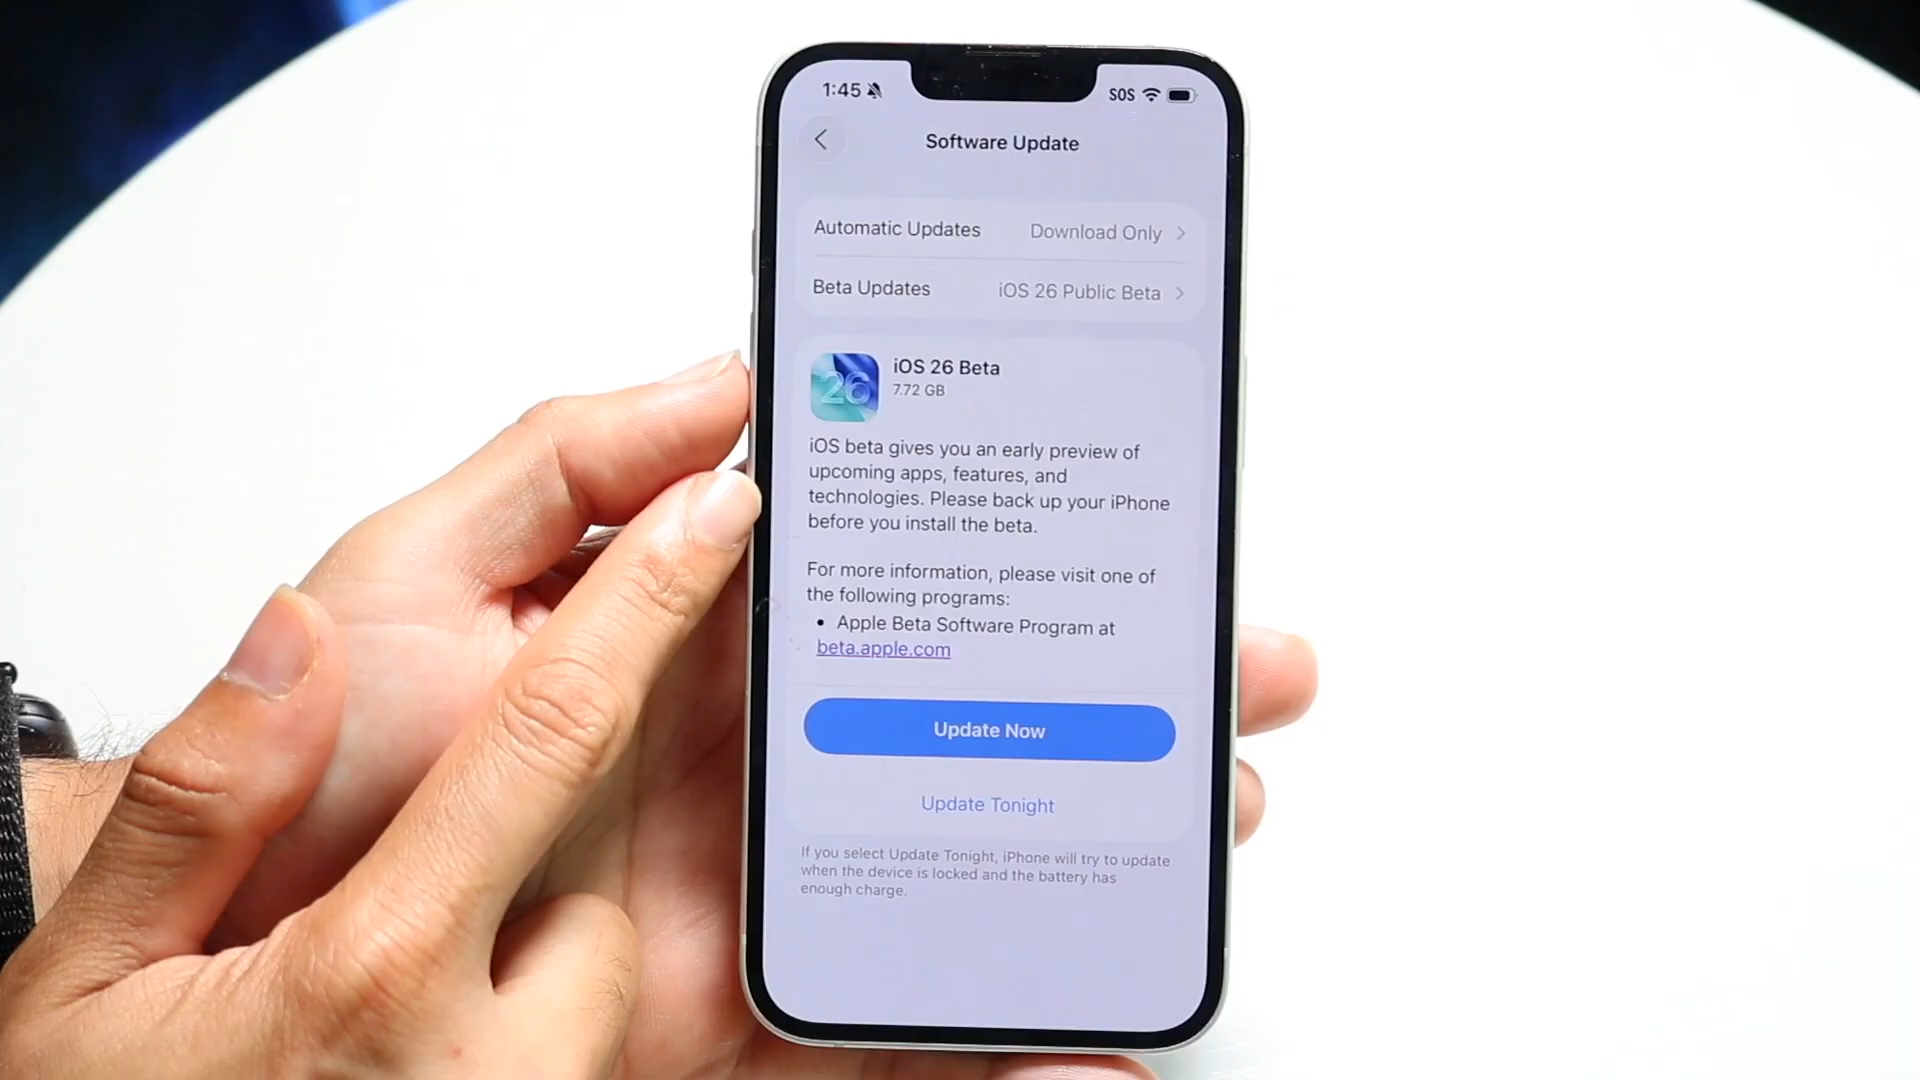 1:45
SOS
Software Update
Automatic Updates Download Only
Beta Updates iOS 26 Public Beta
26
iOS 26 Beta
7.72 GB
iOS beta gives you an early preview of
upcoming apps, features, and
technologies. Please back up your iPhone
before you install the beta.
For more information, please visit one of
the following programs:
• Apple Beta Software Program at
beta.apple.com
Update Now
Update Tonight
If you select Update Tonight, iPhone will try to update
when the device is locked and the battery has
enough charge.